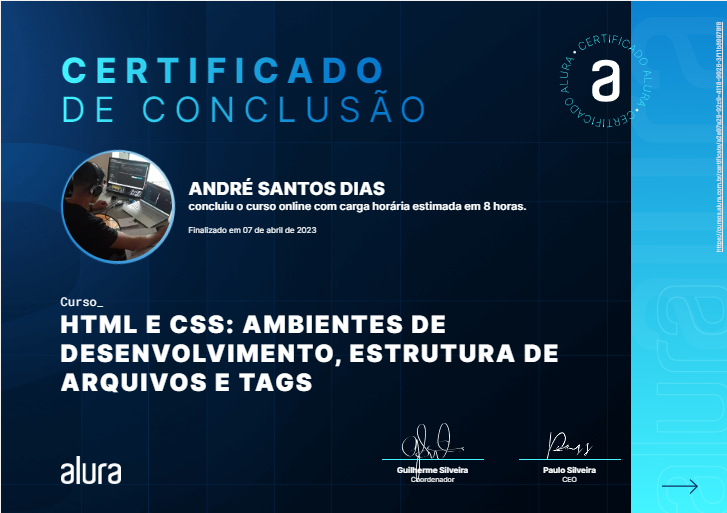 CERTIFICADO
DE CONCLUSÃO
CERTIFICADO ALURA • CERTIFICADO ALURA •
a
ANDRÉ SANTOS DIAS
concluiu o curso online com carga horária estimada em 8 horas.
Finalizado em 07 de abril de 2023
Curso_
HTML E CSS: AMBIENTES DE
DESENVOLVIMENTO, ESTRUTURA DE
ARQUIVOS E TAGS
alura
Guilherme Silveira
Coordenador
Paulo Silveira
CEO
alura